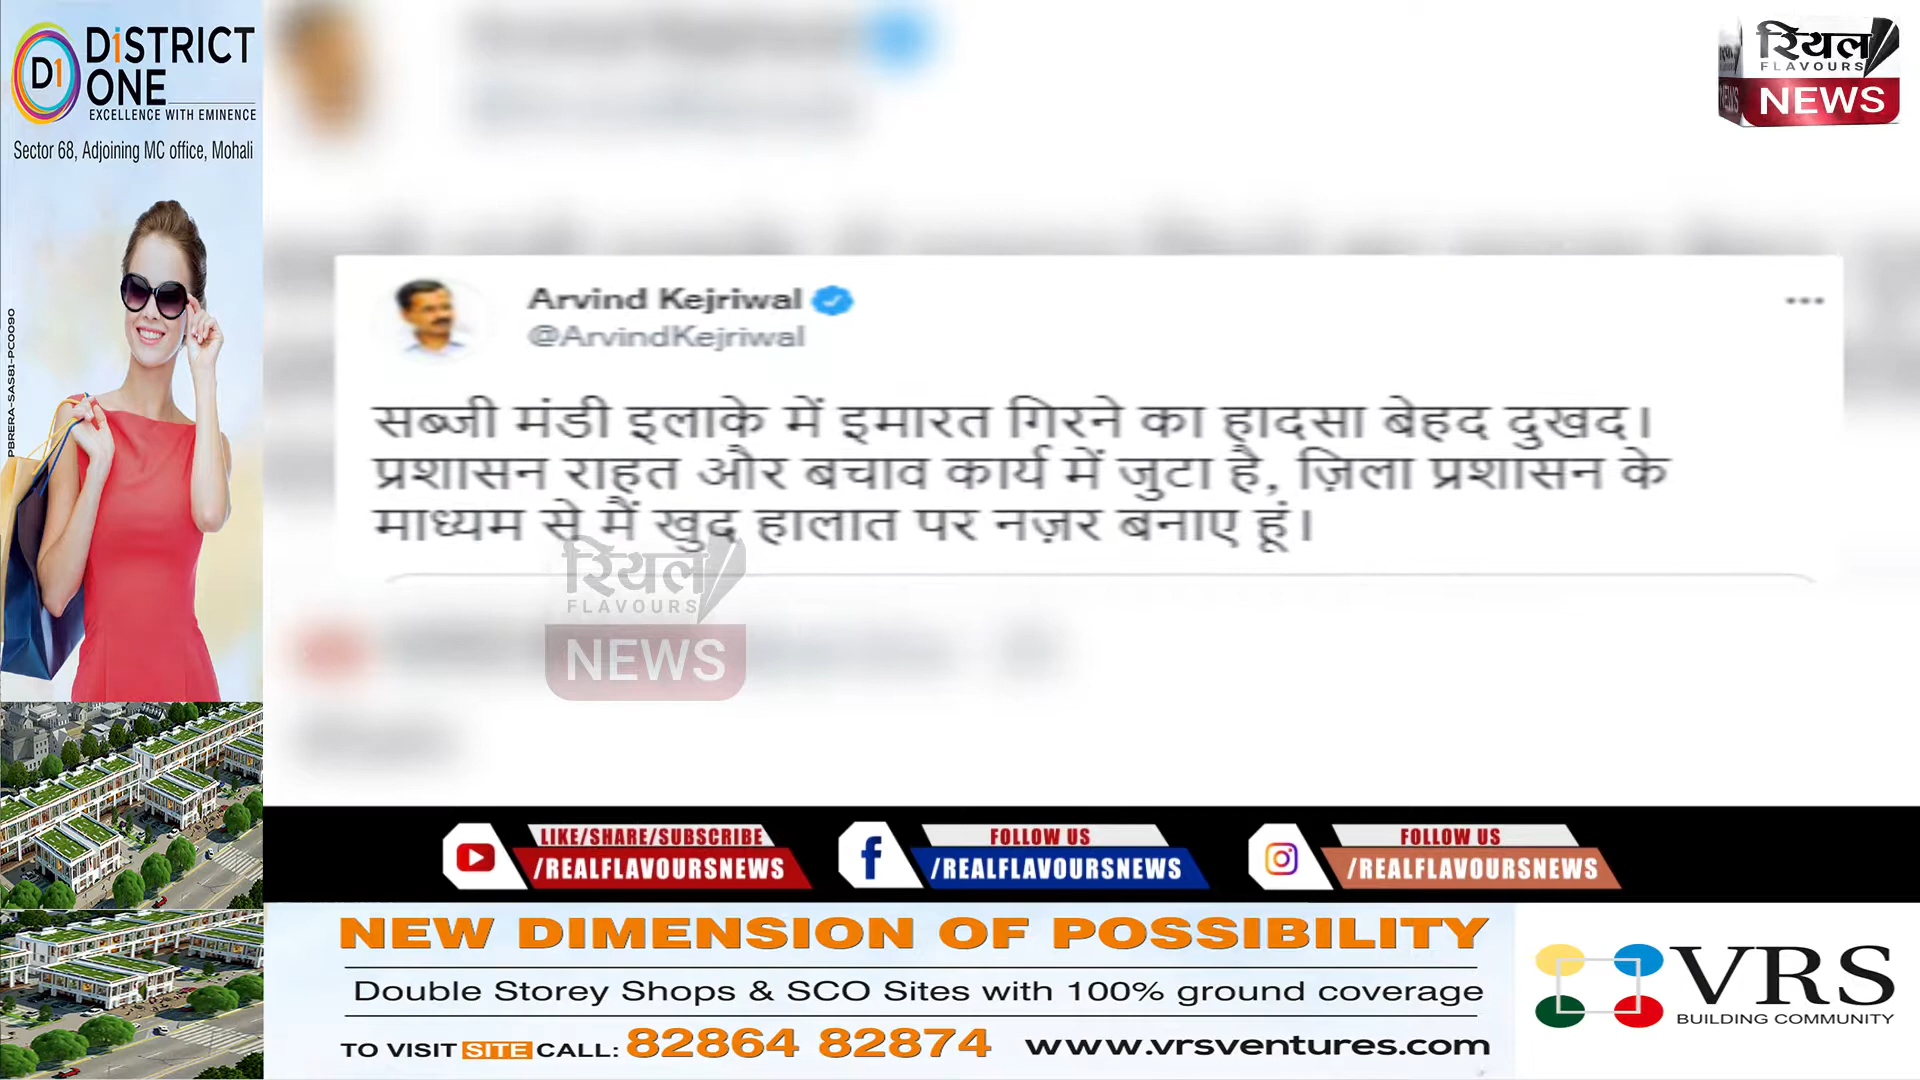 DiSTRICT
ONE
D1
EXCELLENCE WITH EMINENCE
Sector 68, Adjoining MC office, Mohali
PBRERA-SAS81-PC0090
रियल
FLAVOURS
NEWS
NEWS
Arvind Kejriwal
@ArvindKejriwal
सब्जी मंडी इलाके में इमारत गिरने का हादसा बेहद दुखद।
प्रशासन राहत और बचाव कार्य में जुटा है, ज़िला प्रशासन के
माध्यम से मैं खुद हालात पर नज़र बनाए हूं।
रियल
FLAVOURS
NEWS
LIKE/SHARE/SUBSCRIBE
/REALFLAVOURSNEWS
FOLLOW US
/REALFLAVOURSNEWS
FOLLOW US
/REALFLAVOURSNEWS
NEW DIMENSION OF POSSIBILITY
Double Storey Shops & SCO Sites with 100% ground coverage
TO VISIT SITE CALL: 82864 82874 www.vrsventures.com
VRS
BUILDING COMMUNITY